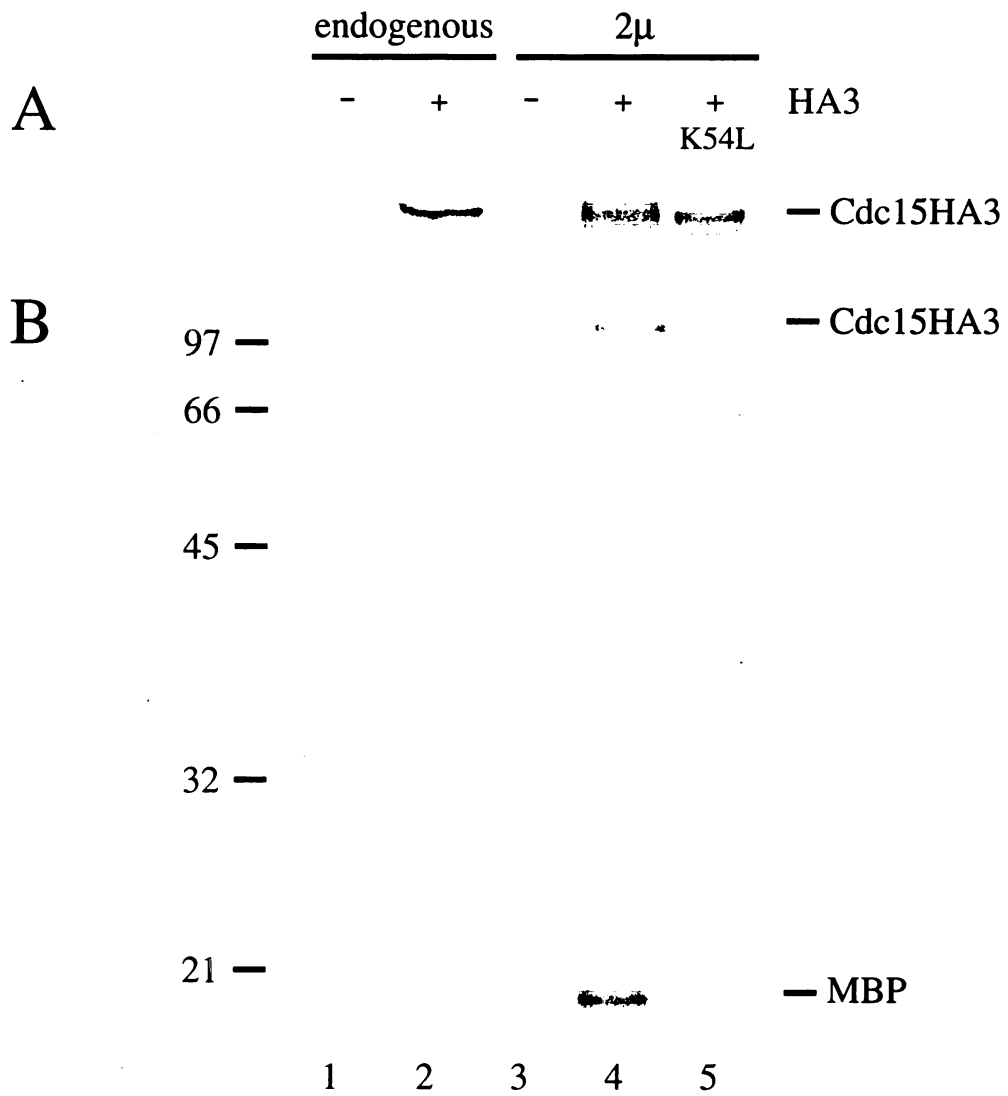 endogenous 2μ
A - + - + + HA3
K54L
Cdc15HA3
B Cdc15HA3
97
66
45
32
21
MBP
1 2 3 4 5